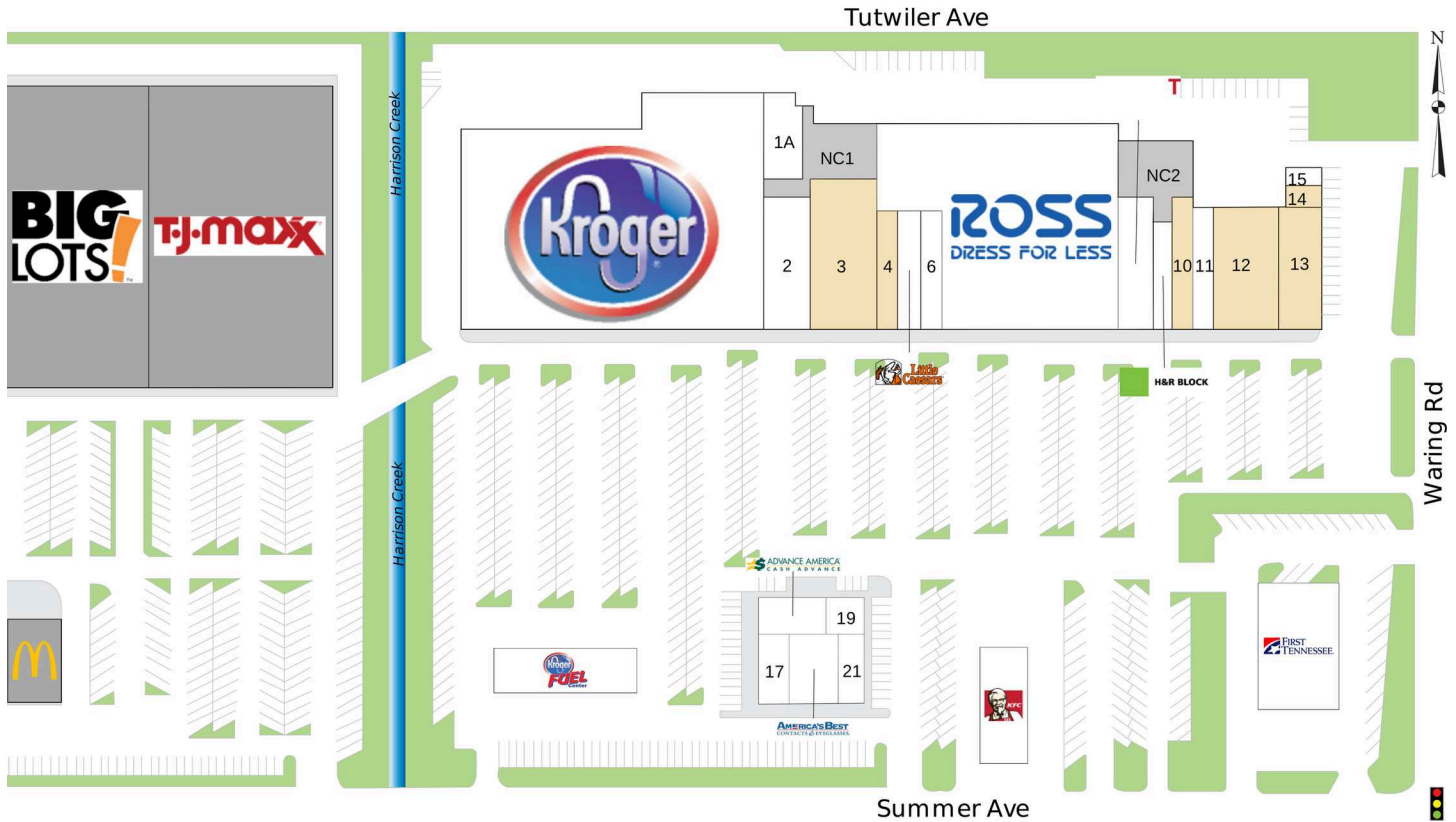 Tutwiler Ave
N
Harrison Creek
T
1A
NC1
NC2
15
14
BIG
LOTS!
T·J·maxx
Kroger
ROSS
DRESS FOR LESS
2
3
4
6
10
11
12
13
Little
Caesars
H&R BLOCK
Waring Rd
Harrison Creek
ADVANCE AMERICA
CASH ADVANCE
19
17
21
Kroger
FUEL
Center
FIRST
TENNESSEE
KFC
AMERICA'S BEST
CONTACTS & EYEGLASSES
Summer Ave